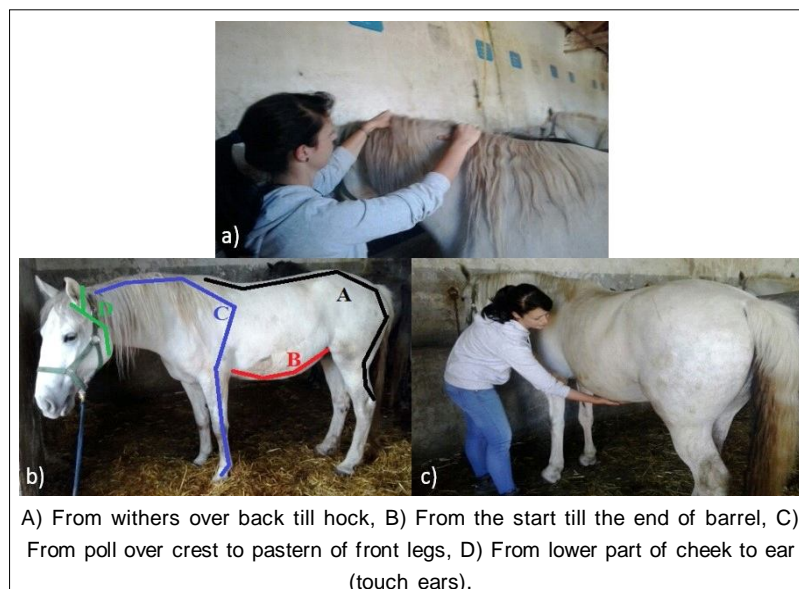 a)
A
C
D
B
b)
c)
A) From withers over back till hock, B) From the start till the end of barrel, C)
From poll over crest to pastern of front legs, D) From lower part of cheek to ear
(touch ears).